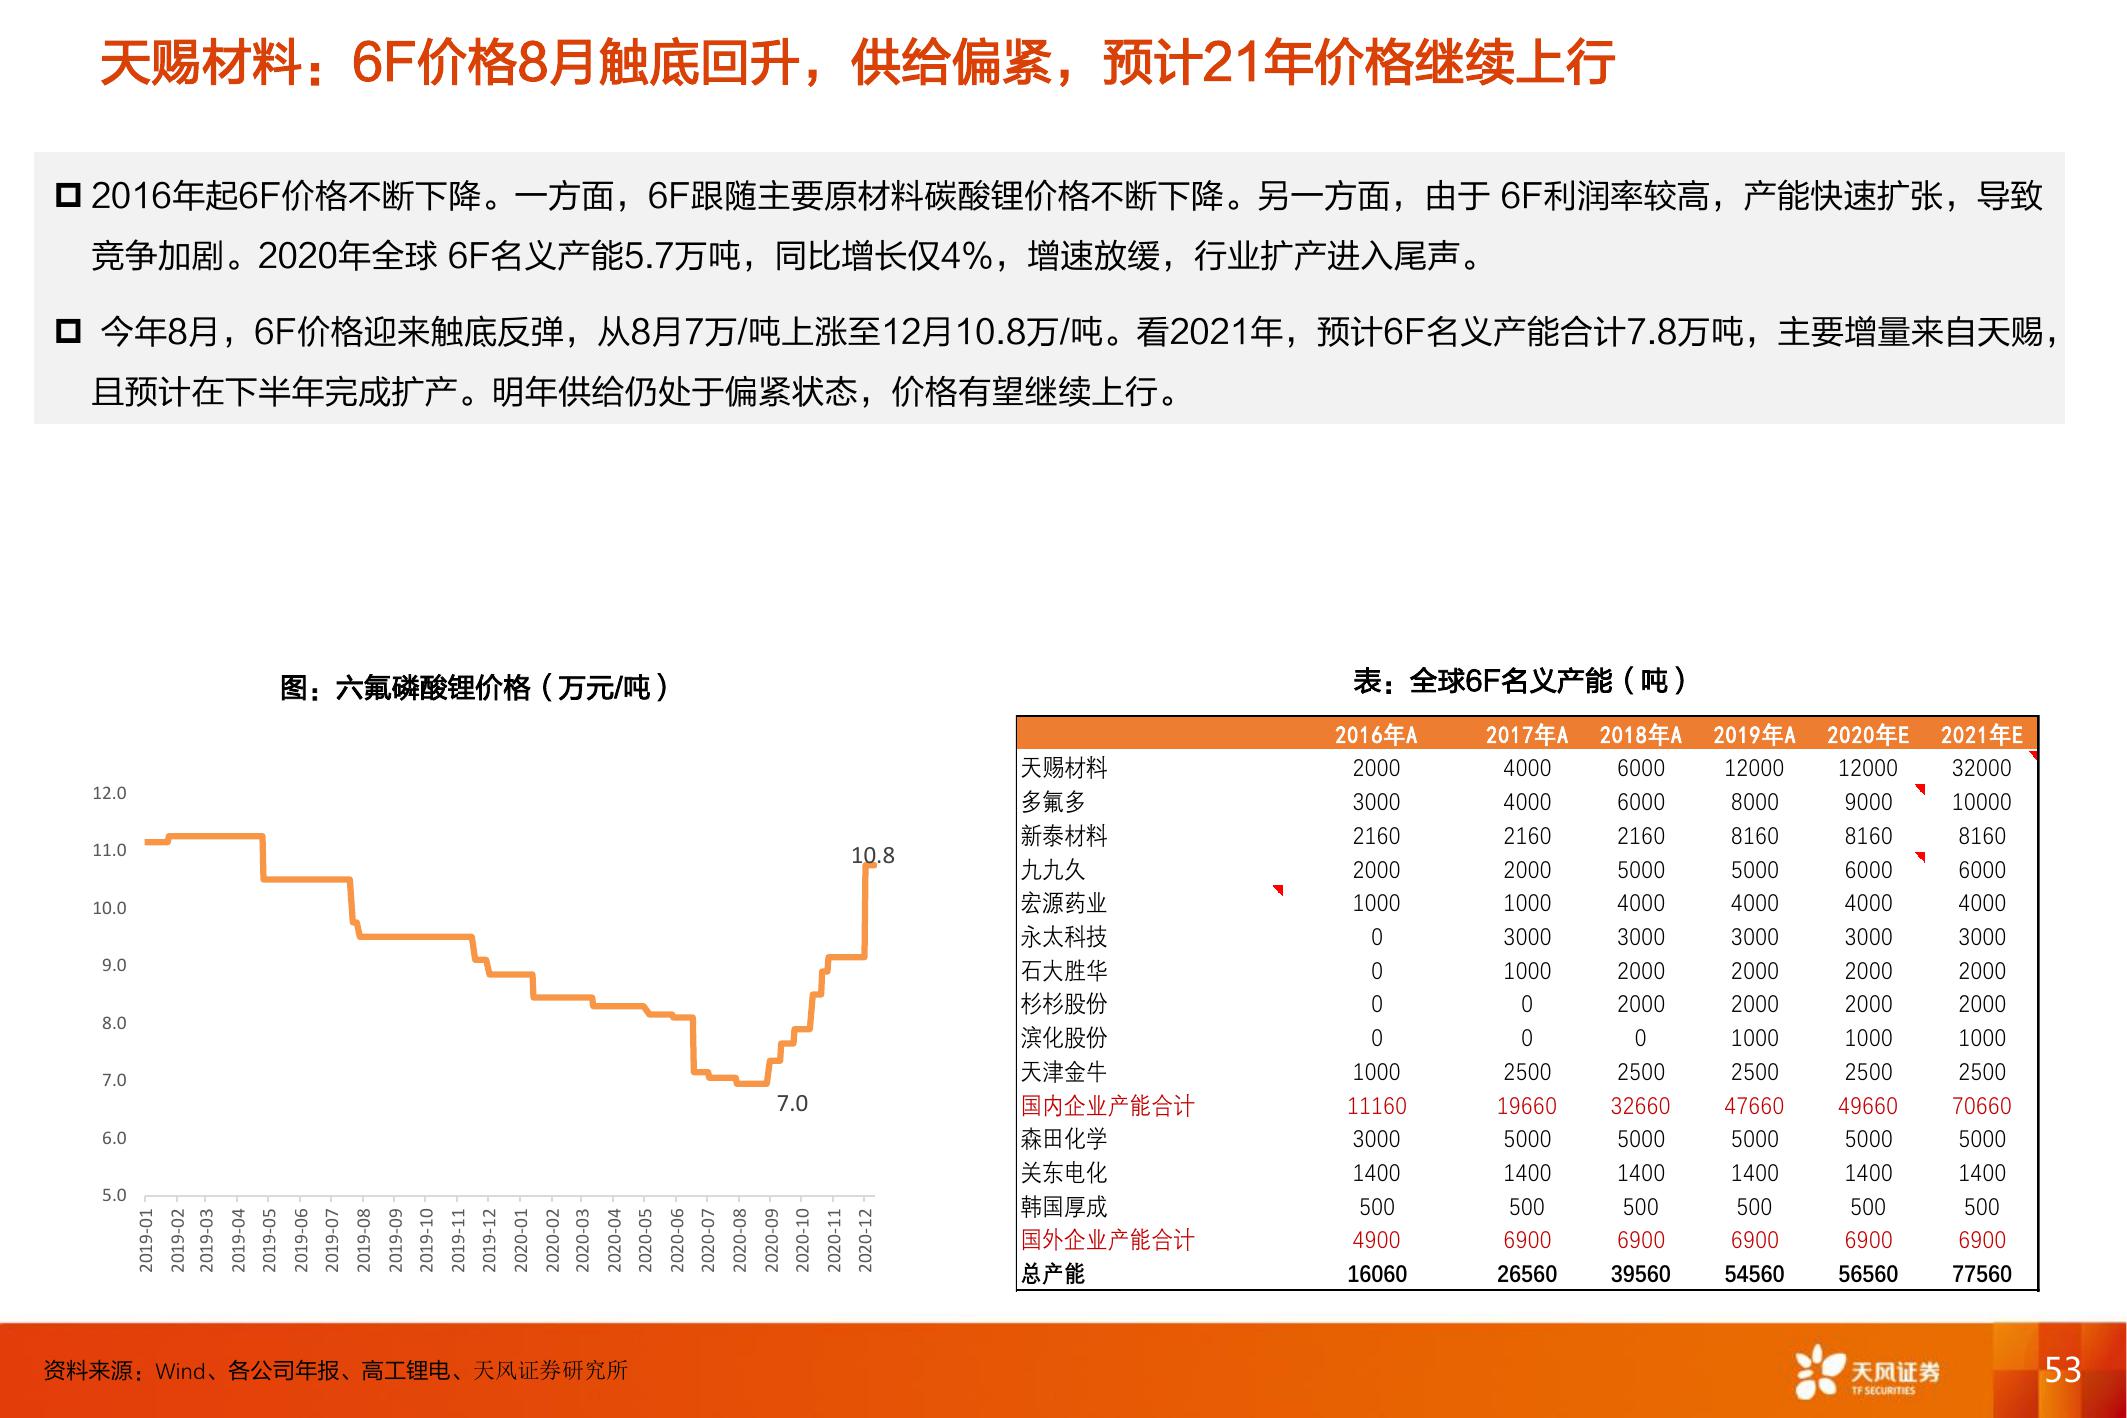 天赐材料：6F价格8月触底回升，供给偏紧，预计21年价格继续上行
2016年起6F价格不断下降。一方面，6F跟随主要原材料碳酸锂价格不断下降。另一方面，由于 6F利润率较高，产能快速扩张，导致
竞争加剧。2020年全球 6F名义产能5.7万吨，同比增长仅4%，增速放缓，行业扩产进入尾声。
今年8月，6F价格迎来触底反弹，从8月7万/吨上涨至12月10.8万/吨。看2021年，预计6F名义产能合计7.8万吨，主要增量来自天赐，
且预计在下半年完成扩产。明年供给仍处于偏紧状态，价格有望继续上行。
图：六氟磷酸锂价格（万元/吨）
12.0
11.0
10.0
9.0
8.0
7.0
6.0
5.0
10.8
7.0
2019-01
2019-02
2019-03
2019-04
2019-05
2019-06
2019-07
2019-08
2019-09
2019-10
2019-11
2019-12
2020-01
2020-02
2020-03
2020-04
2020-05
2020-06
2020-07
2020-08
2020-09
2020-10
2020-11
2020-12
表：全球6F名义产能（吨）
2016年A 2017年A 2018年A 2019年A 2020年E 2021年E
天赐材料 2000 4000 6000 12000 12000 32000
多氟多 3000 4000 6000 8000 9000 10000
新泰材料 2160 2160 2160 8160 8160 8160
九九久 2000 2000 5000 5000 6000 6000
宏源药业 1000 1000 4000 4000 4000 4000
永太科技 0 3000 3000 3000 3000 3000
石大胜华 0 1000 2000 2000 2000 2000
杉杉股份 0 0 2000 2000 2000 2000
滨化股份 0 0 0 1000 1000 1000
天津金牛 1000 2500 2500 2500 2500 2500
国内企业产能合计 11160 19660 32660 47660 49660 70660
森田化学 3000 5000 5000 5000 5000 5000
关东电化 1400 1400 1400 1400 1400 1400
韩国厚成 500 500 500 500 500 500
国外企业产能合计 4900 6900 6900 6900 6900 6900
总产能 16060 26560 39560 54560 56560 77560
资料来源：Wind、各公司年报、高工锂电、天风证券研究所
天风证券
TF SECURITIES
53